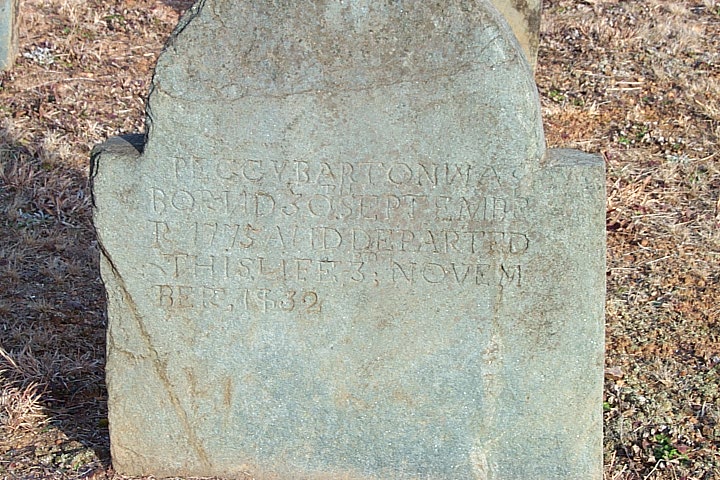 PEGGY BARTON WAS
BORND 30 SEPTEMBE
R, 1775 AND DEPARTED
THIS LIFE 3; NOVEM
BER, 1832